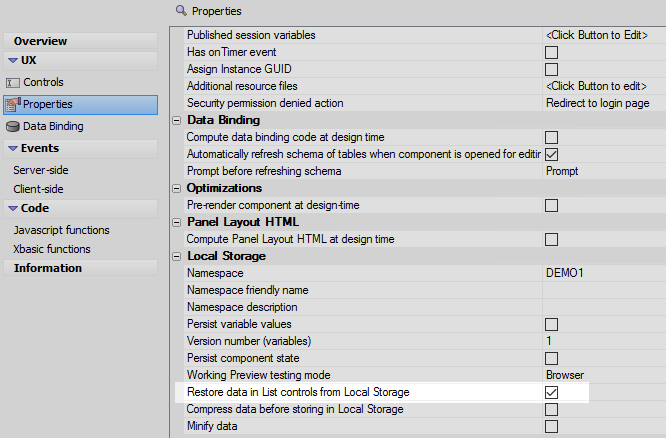 Properties
Overview
UX
Controls
Properties
Data Binding
Events
Server-side
Client-side
Code
Javascript functions
Xbasic functions
Information
Published session variables <Click Button to Edit>
Has onTimer event
Assign Instance GUID
Additional resource files <Click Button to edit>
Security permission denied action Redirect to login page
Data Binding
Compute data binding code at design time
Automatically refresh schema of tables when component is opened for editin
Prompt before refreshing schema Prompt
Optimizations
Pre-render component at design-time
Panel Layout HTML
Compute Panel Layout HTML at design time
Local Storage
Namespace DEMO1
Namespace friendly name
Namespace description
Persist variable values
Version number (variables) 1
Persist component state
Working Preview testing mode Browser
Restore data in List controls from Local Storage
Compress data before storing in Local Storage
Minify data